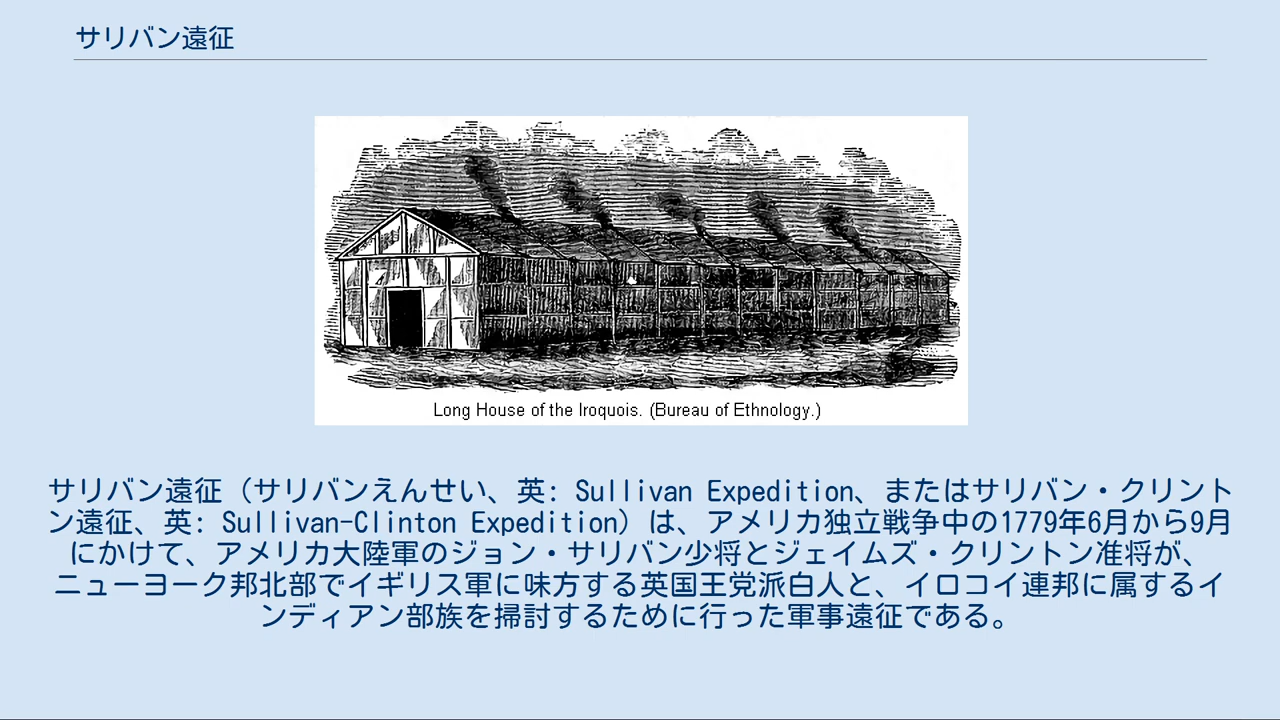 サリバン遠征
Long House of the Iroquois. (Bureau of Ethnology.)
サリバン遠征（サリバンえんせい、英: Sullivan Expedition、またはサリバン・クリント
ン遠征、英: Sullivan-Clinton Expedition）は、アメリカ独立戦争中の1779年6月から9月
にかけて、アメリカ大陸軍のジョン・サリバン少将とジェイムズ・クリントン准将が、
ニューヨーク邦北部でイギリス軍に味方する英国王党派白人と、イロコイ連邦に属するイ
ンディアン部族を掃討するために行った軍事遠征である。